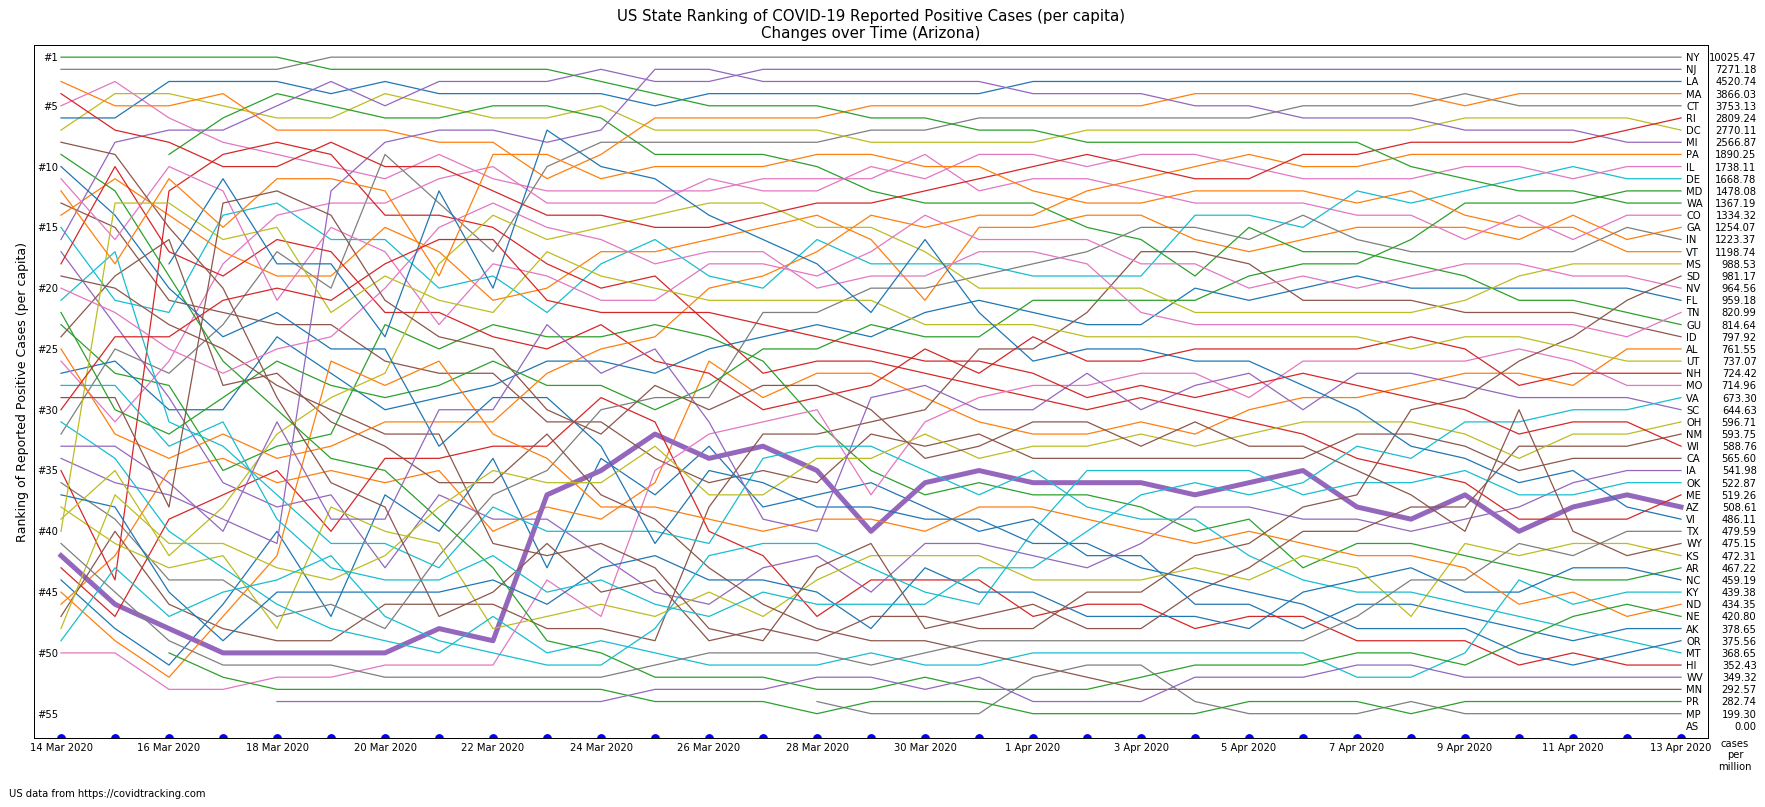 US State Ranking of COVID-19 Reported Positive Cases (per capita)
Changes over Time (Arizona)
Ranking of Reported Positive Cases (per capita)
#1
#5
#10
#15
#20
#25
#30
#35
#40
#45
#50
#55
NY 10025.47
NJ 7271.18
LA 4520.74
MA 3866.03
CT 3753.13
RI 2809.24
DC 2770.11
MI 2566.87
PA 1890.25
IL 1738.11
DE 1668.78
MD 1478.08
WA 1367.19
CO 1334.32
GA 1254.07
IN 1223.37
VT 1198.74
MS 988.53
SD 981.17
NV 964.56
FL 959.18
TN 820.99
GU 814.64
ID 797.92
AL 761.55
UT 737.07
NH 724.42
MO 714.96
VA 673.30
SC 644.63
OH 596.71
NM 593.75
WI 588.76
CA 565.60
IA 541.98
OK 522.87
ME 519.26
AZ 508.61
VI 486.11
TX 479.59
WY 475.15
KS 472.31
AR 467.22
NC 459.19
KY 439.38
ND 434.35
NE 420.80
AK 378.65
OR 375.56
MT 368.65
HI 352.43
WV 349.32
MN 292.57
PR 282.74
MP 199.30
AS 0.00
14 Mar 2020 16 Mar 2020 18 Mar 2020 20 Mar 2020 22 Mar 2020 24 Mar 2020 26 Mar 2020 28 Mar 2020 30 Mar 2020 1 Apr 2020 3 Apr 2020 5 Apr 2020 7 Apr 2020 9 Apr 2020 11 Apr 2020 13 Apr 2020
cases
per
million
US data from https://covidtracking.com